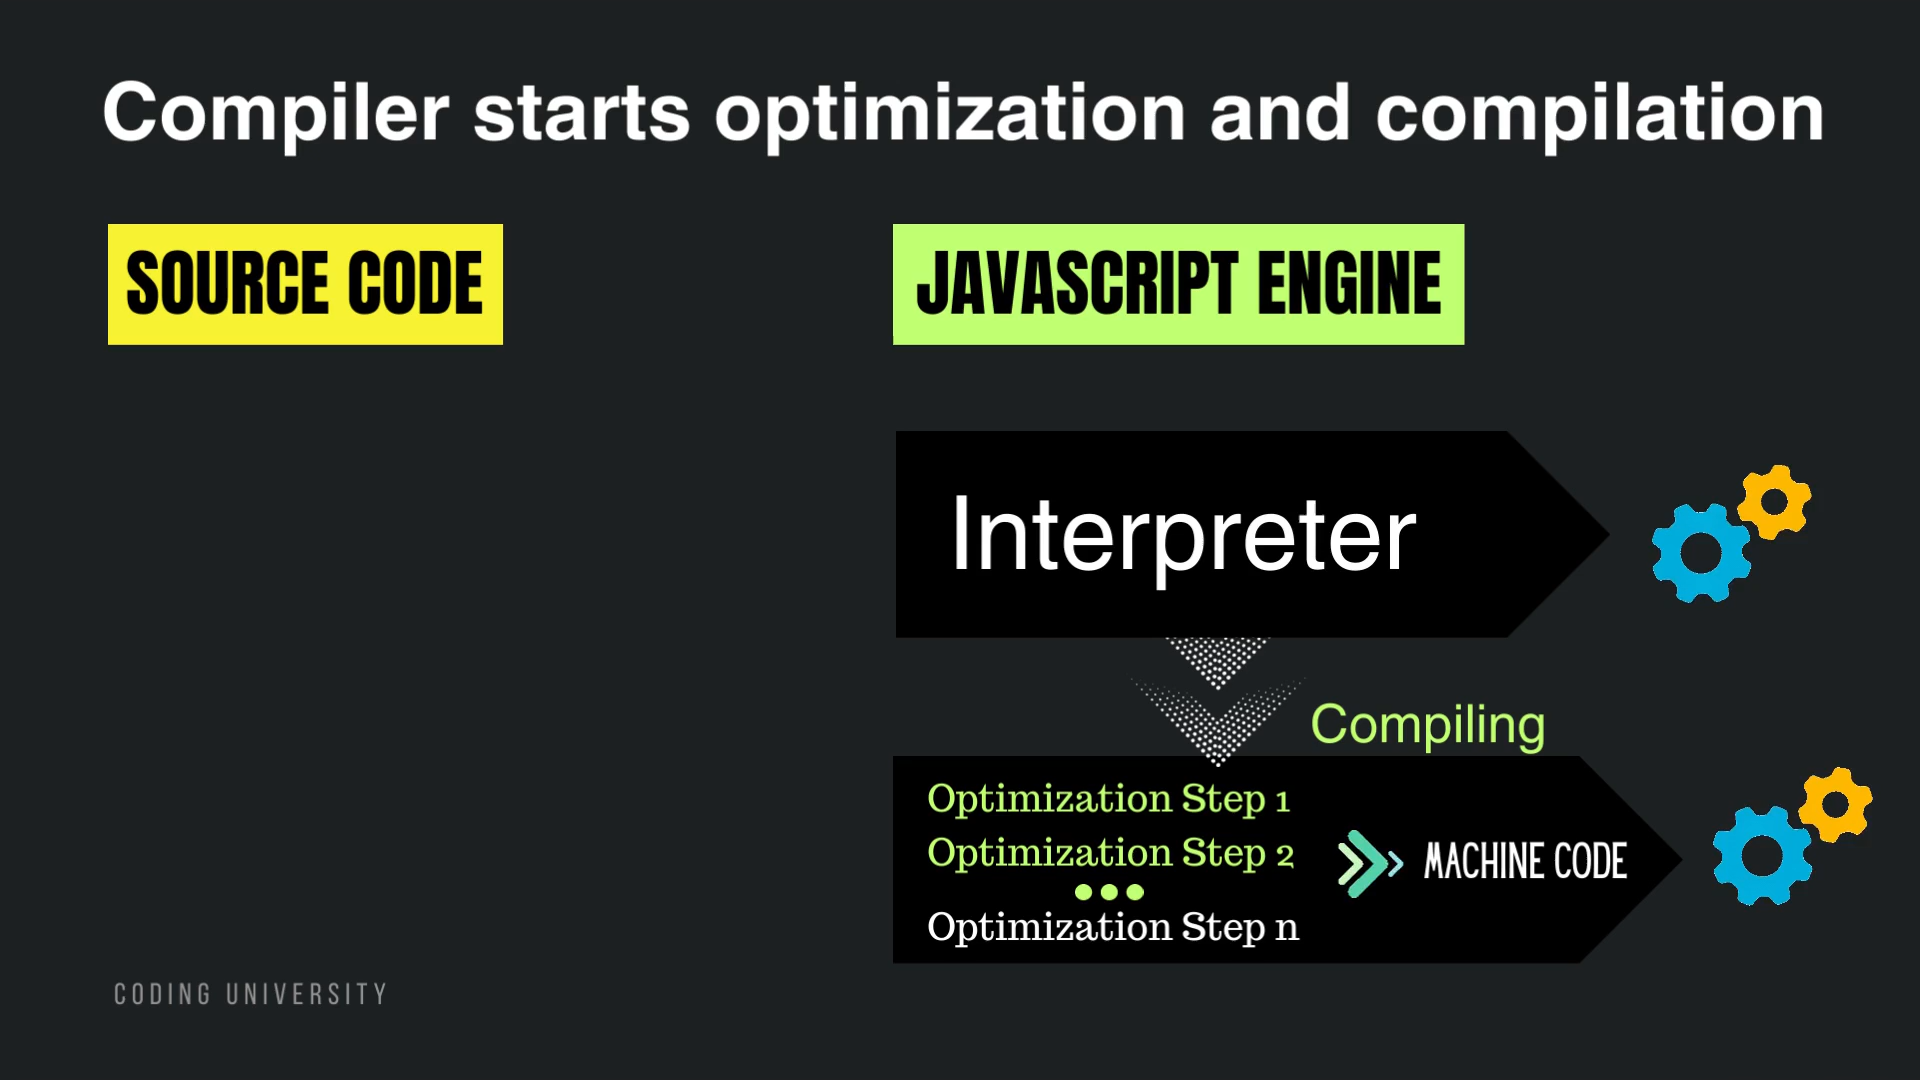 Compiler starts optimization and compilation
SOURCE CODE
JAVASCRIPT ENGINE
Interpreter
Compiling
Optimization Step 1
Optimization Step 2
Optimization Step n
MACHINE CODE
CODING UNIVERSITY